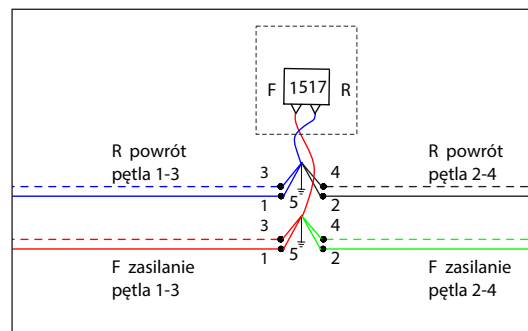 F 1517 R
R powrót
pętla 1-3
R powrót
pętla 2-4
3 4
1 5 2
3 4
1 5 2
F zasilanie
pętla 1-3
F zasilanie
pętla 2-4